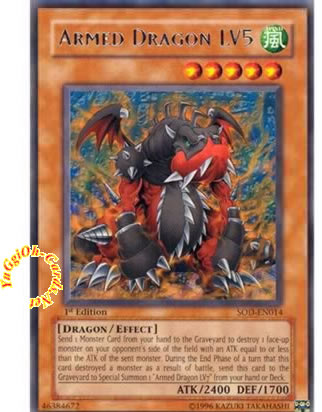 ARMED DRAGON LV5
風
YuGgiOh-Cards.Net
1st Edition
SOD-EN014
[DRAGON / EFFECT]
Send 1 Monster Card from your hand to the Graveyard to destroy 1 face-up
monster on your opponent's side of the field with an ATK equal to or less
than the ATK of the sent monster. During the End Phase of a turn that this
card destroyed a monster as a result of battle, send this card to the
Graveyard to Special Summon 1 "Armed Dragon LV7" from your hand or Deck.
ATK/2400 DEF/1700
46384672
©1996 KAZUKI TAKAHASHI